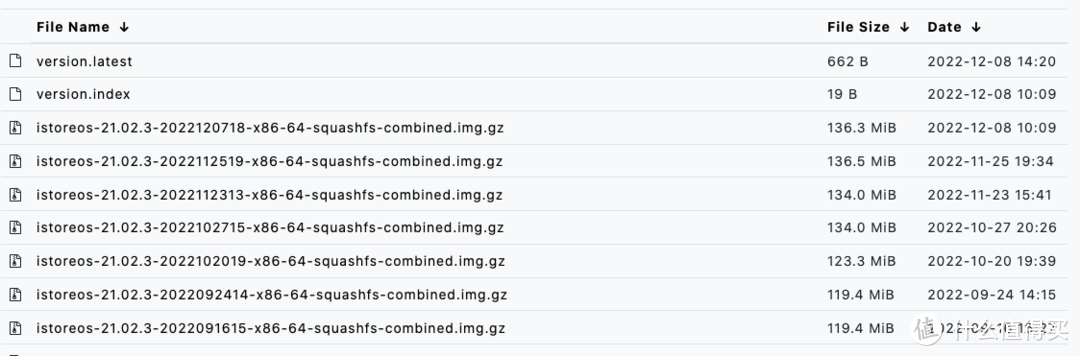 File Name ↓ File Size ↓ Date ↓
version.latest 662 B 2022-12-08 14:20
version.index 19 B 2022-12-08 10:09
istoreos-21.02.3-2022120718-x86-64-squashfs-combined.img.gz 136.3 MiB 2022-12-08 10:09
istoreos-21.02.3-2022112519-x86-64-squashfs-combined.img.gz 136.5 MiB 2022-11-25 19:34
istoreos-21.02.3-2022112313-x86-64-squashfs-combined.img.gz 134.0 MiB 2022-11-23 15:41
istoreos-21.02.3-2022102715-x86-64-squashfs-combined.img.gz 134.0 MiB 2022-10-27 20:26
istoreos-21.02.3-2022102019-x86-64-squashfs-combined.img.gz 123.3 MiB 2022-10-20 19:39
istoreos-21.02.3-2022092414-x86-64-squashfs-combined.img.gz 119.4 MiB 2022-09-24 14:15
istoreos-21.02.3-2022091615-x86-64-squashfs-combined.img.gz 119.4 MiB
值 什么值得买